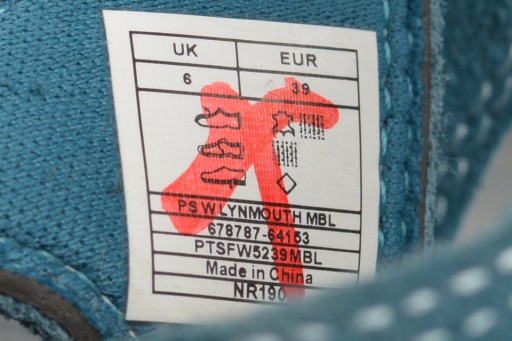 UK EUR
6 39
PS W LYNMOUTH MBL
678787-64153
PTSFW5239MBL
Made in China
NR190